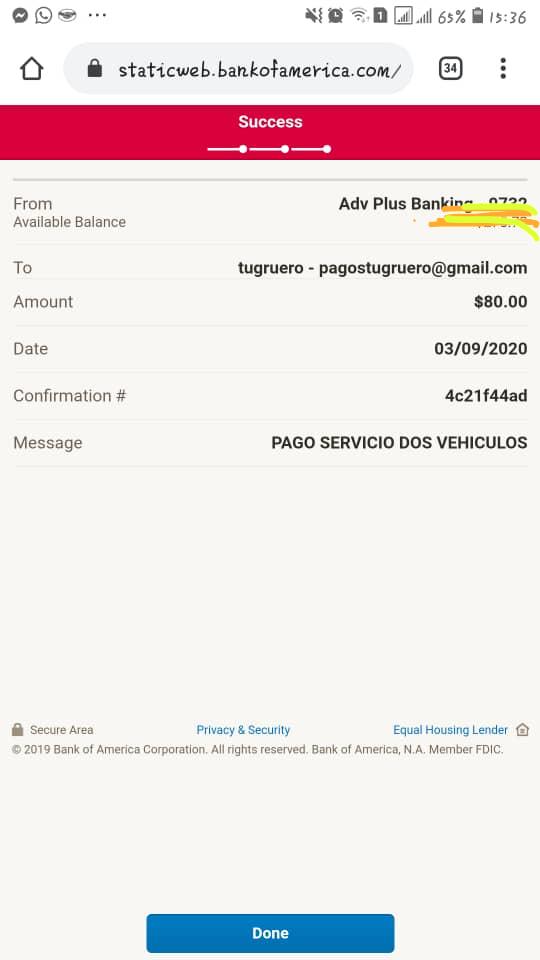 65% 15:36
staticweb.bankofamerica.com/
34
Success
From Adv Plus Banking
Available Balance
To tugruero - pagostugruero@gmail.com
Amount $80.00
Date 03/09/2020
Confirmation # 4c21f44ad
Message PAGO SERVICIO DOS VEHICULOS
Secure Area Privacy & Security Equal Housing Lender
© 2019 Bank of America Corporation. All rights reserved. Bank of America, N.A. Member FDIC.
Done